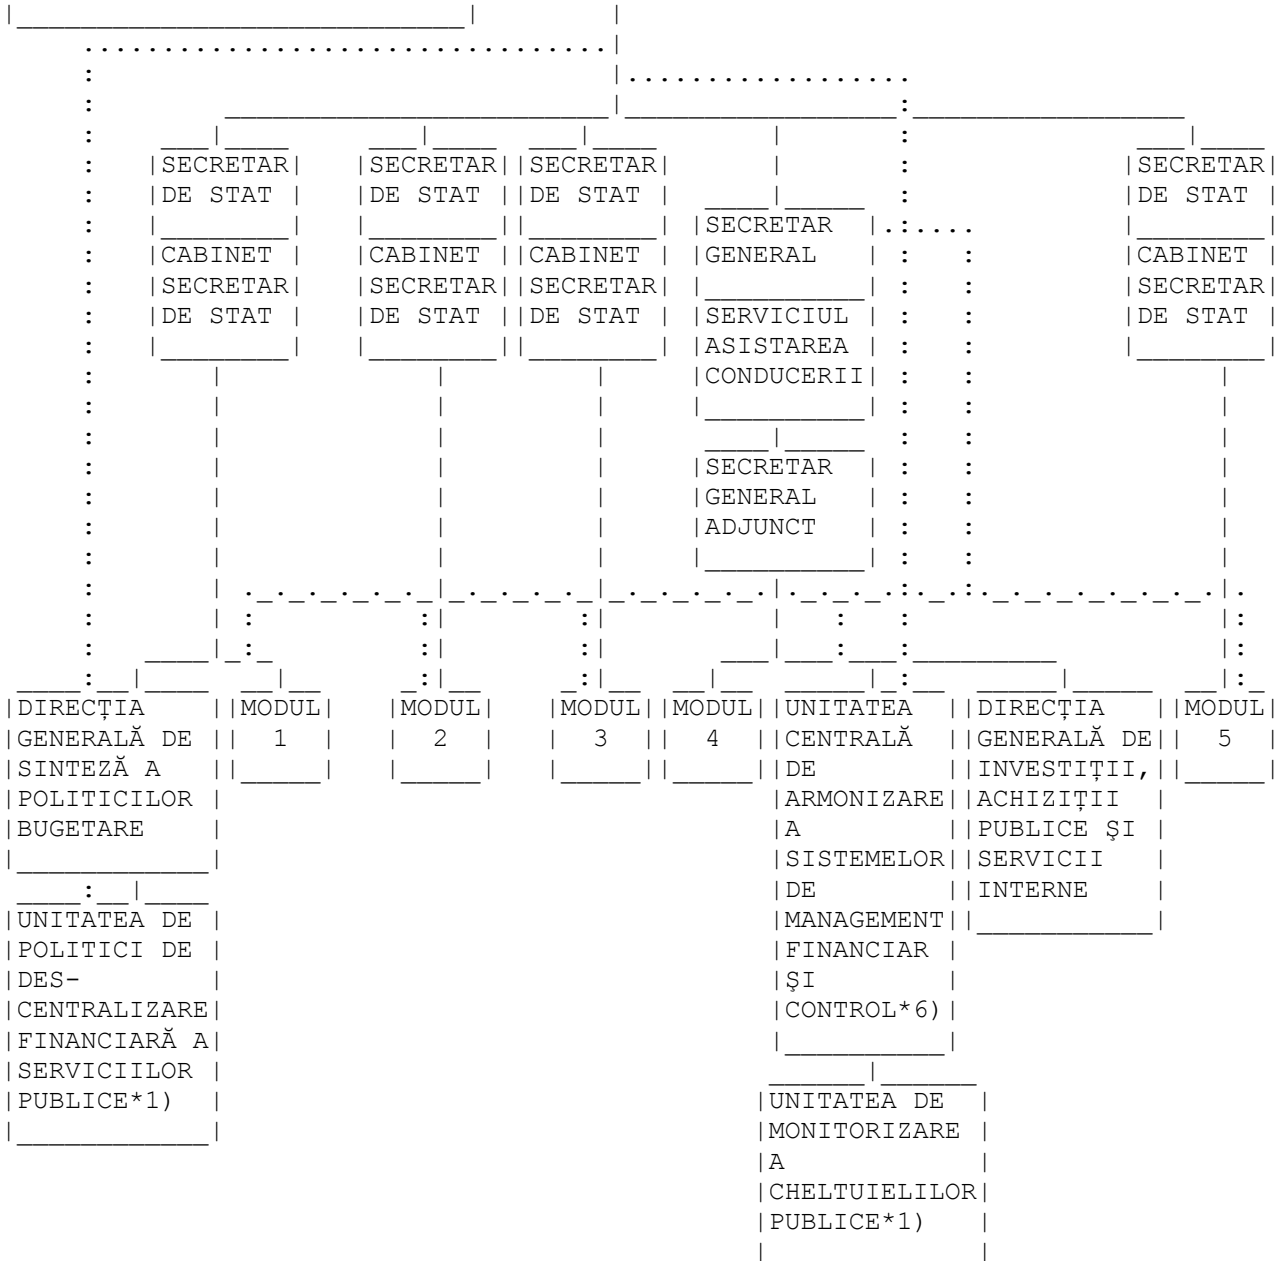 SECRETAR SECRETAR SECRETAR SECRETAR
DE STAT DE STAT DE STAT DE STAT
SECRETAR
CABINET CABINET CABINET GENERAL CABINET
SECRETAR SECRETAR SECRETAR SECRETAR
DE STAT DE STAT DE STAT SERVICIUL DE STAT
ASISTAREA
CONDUCERII
SECRETAR
GENERAL
ADJUNCT
DIRECȚIA MODUL MODUL MODUL MODUL UNITATEA DIRECȚIA MODUL
GENERALĂ DE 1 2 3 4 CENTRALĂ GENERALĂ DE 5
SINTEZĂ A DE INVESTIȚII,
POLITICILOR ARMONIZARE ACHIZIȚII
BUGETARE A PUBLICE ŞI
SISTEMELOR SERVICII
DE INTERNE
UNITATEA DE MANAGEMENT
POLITICI DE FINANCIAR
DES- ŞI
CENTRALIZARE CONTROL*6)
FINANCIARĂ A
SERVICIILOR
PUBLICE*1) UNITATEA DE
MONITORIZARE
A
CHELTUIELILOR
PUBLICE*1)